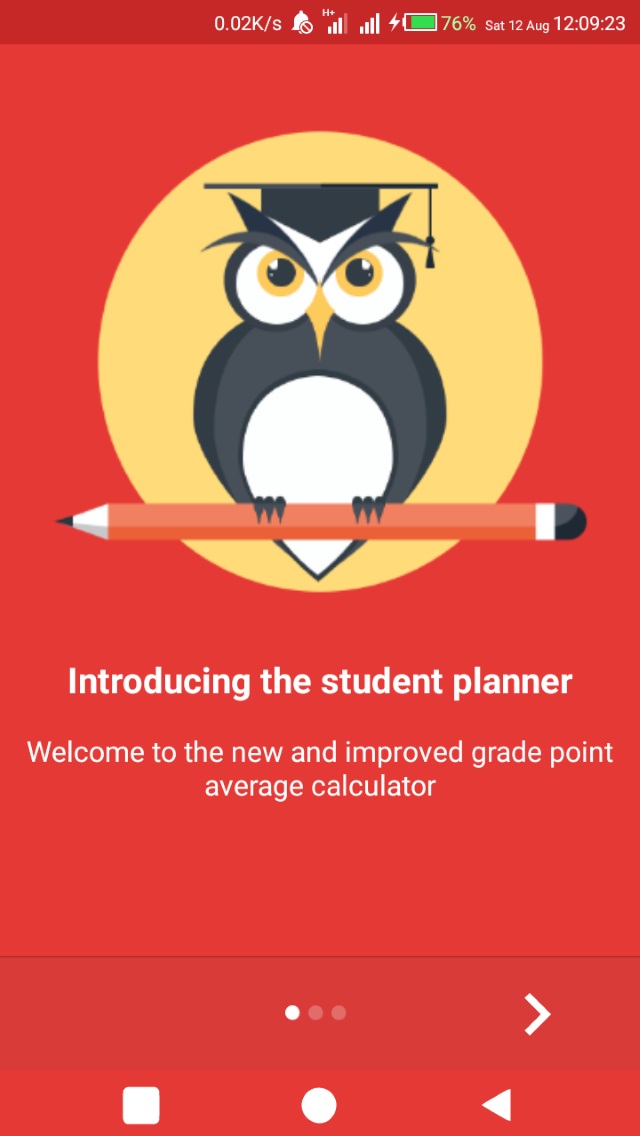 0.02K/s H+ 76% Sat 12 Aug 12:09:23
Introducing the student planner
Welcome to the new and improved grade point
average calculator